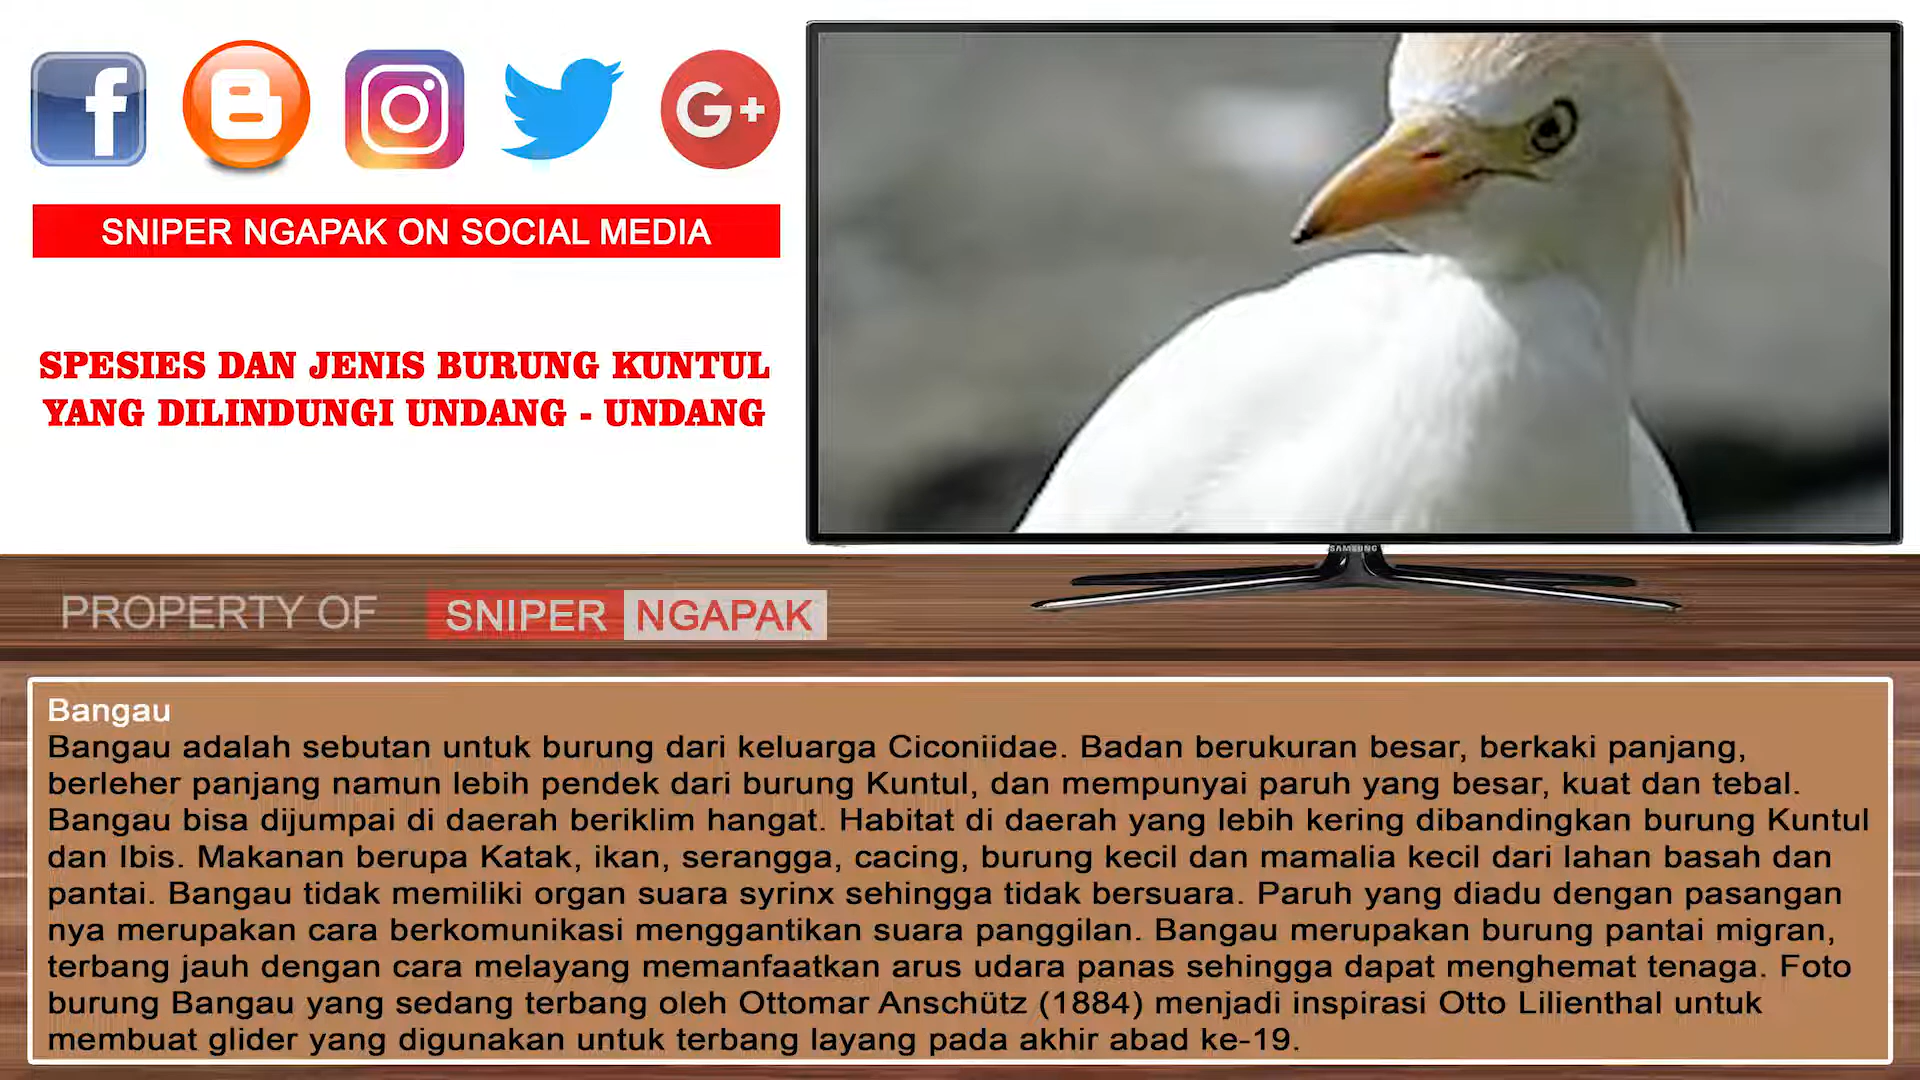 SNIPER NGAPAK ON SOCIAL MEDIA
SPESIES DAN JENIS BURUNG KUNTUL
YANG DILINDUNGI UNDANG - UNDANG
SAMSUNG
PROPERTY OF SNIPER NGAPAK
Bangau
Bangau adalah sebutan untuk burung dari keluarga Ciconiidae. Badan berukuran besar, berkaki panjang,
berleher panjang namun lebih pendek dari burung Kuntul, dan mempunyai paruh yang besar, kuat dan tebal.
Bangau bisa dijumpai di daerah beriklim hangat. Habitat di daerah yang lebih kering dibandingkan burung Kuntul
dan Ibis. Makanan berupa Katak, ikan, serangga, cacing, burung kecil dan mamalia kecil dari lahan basah dan
pantai. Bangau tidak memiliki organ suara syrinx sehingga tidak bersuara. Paruh yang diadu dengan pasangan
nya merupakan cara berkomunikasi menggantikan suara panggilan. Bangau merupakan burung pantai migran,
terbang jauh dengan cara melayang memanfaatkan arus udara panas sehingga dapat menghemat tenaga. Foto
burung Bangau yang sedang terbang oleh Ottomar Anschütz (1884) menjadi inspirasi Otto Lilienthal untuk
membuat glider yang digunakan untuk terbang layang pada akhir abad ke-19.